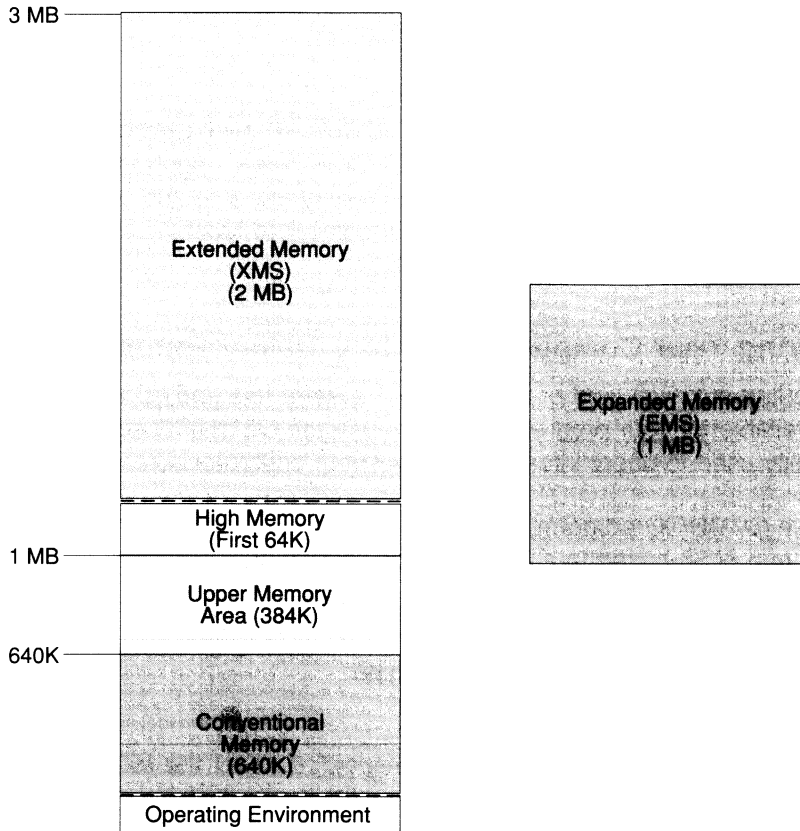 3 MB
Extended Memory
(XMS)
(2 MB)
Expanded Memory
(EMS)
(1 MB)
High Memory
(First 64K)
1 MB
Upper Memory
Area (384K)
640K
Conventional
Memory
(640K)
Operating Environment